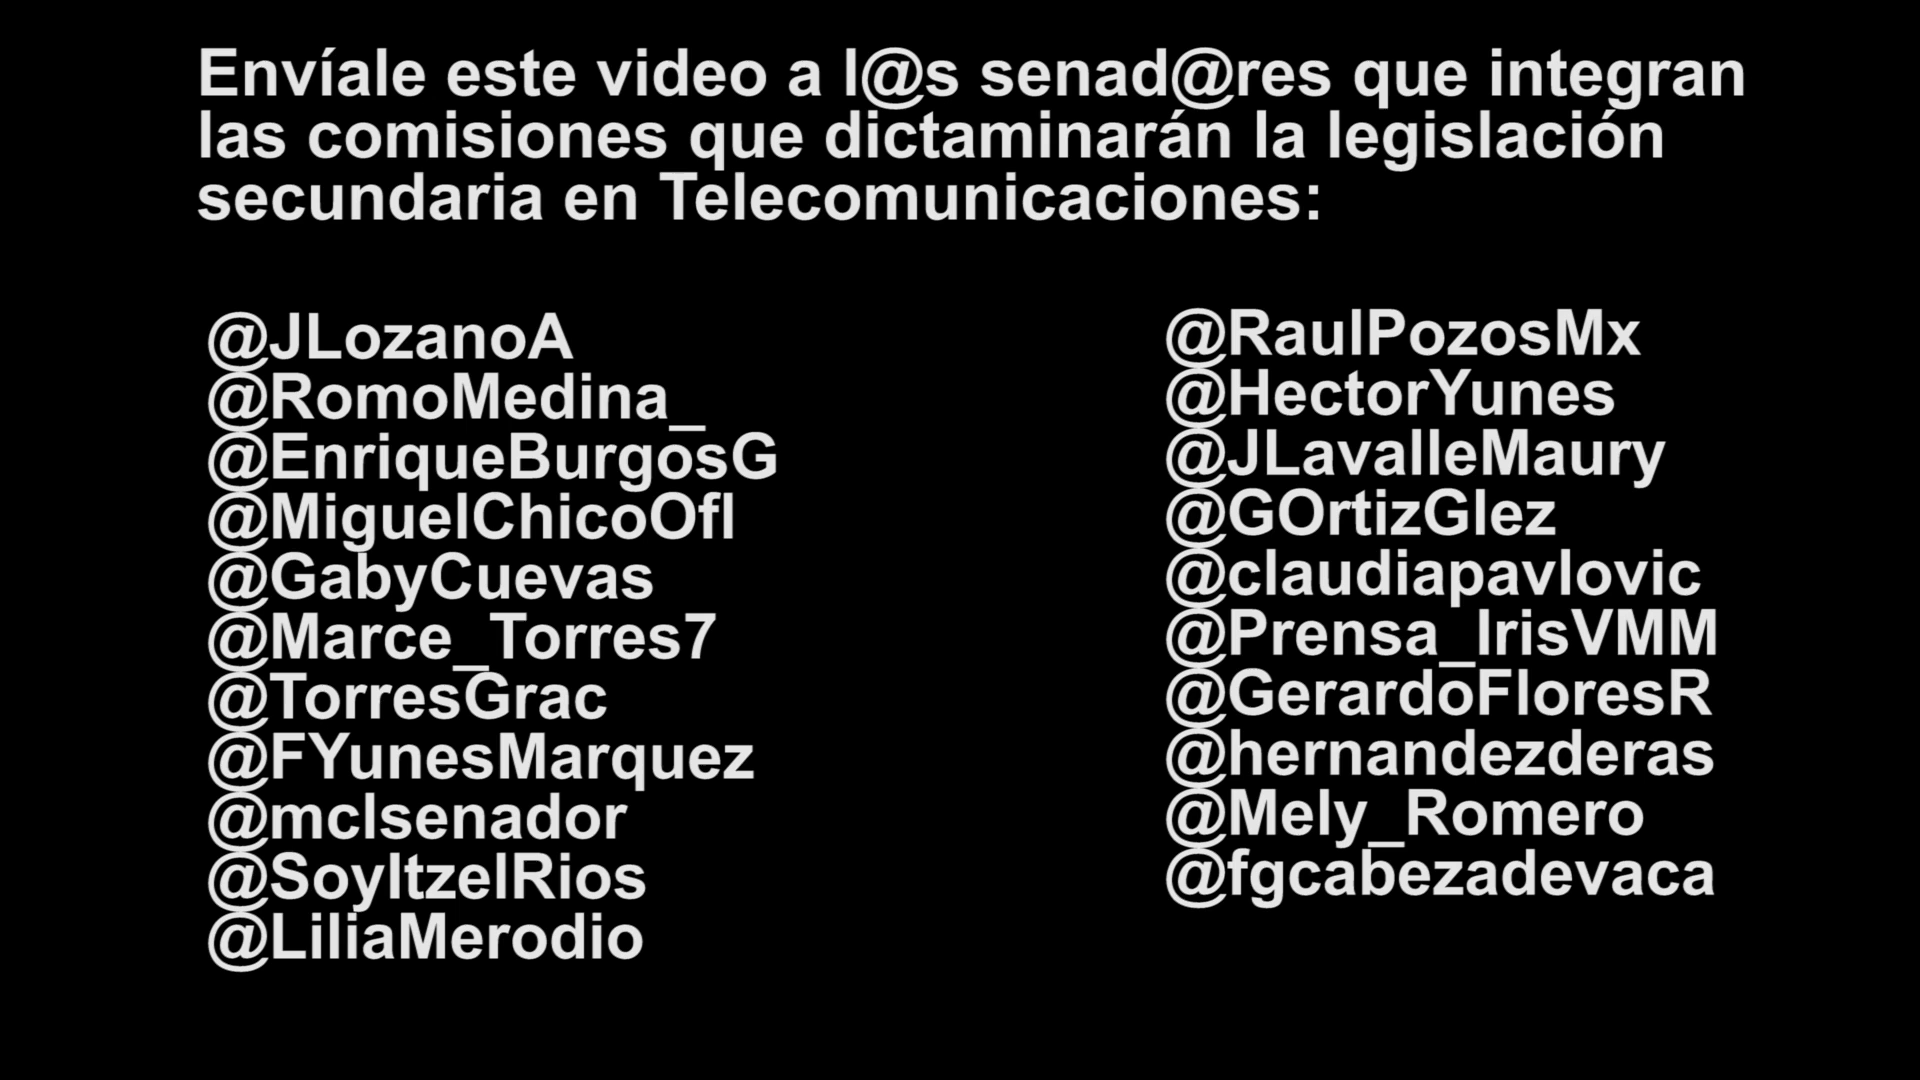 Envíale este video a l@s senad@res que integran
las comisiones que dictaminarán la legislación
secundaria en Telecomunicaciones:
@JLozanoA
@RomoMedina_
@EnriqueBurgosG
@MiguelChicoOfl
@GabyCuevas
@Marce_Torres7
@TorresGrac
@FYunesMarquez
@mclsenador
@SoyItzelRios
@LiliaMerodio
@RaulPozosMx
@HectorYunes
@JLavalleMaury
@GOrtizGlez
@claudiapavlovic
@Prensa_IrisVMM
@GerardoFloresR
@hernandezderas
@Mely_Romero
@fgcabezadevaca